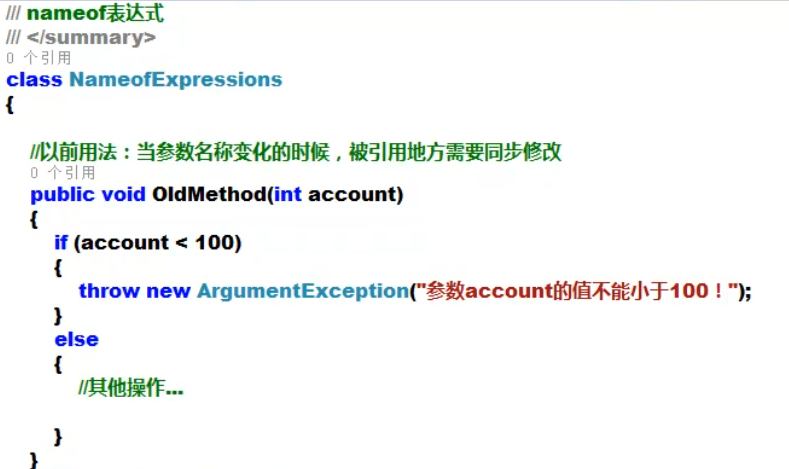 /// nameof表达式
/// </summary>
0 个引用
class NameofExpressions
{
//以前用法：当参数名称变化的时候，被引用地方需要同步修改
0 个引用
public void OldMethod(int account)
{
if (account < 100)
{
throw new ArgumentException("参数account的值不能小于100！");
}
else
{
//其他操作...
}
}